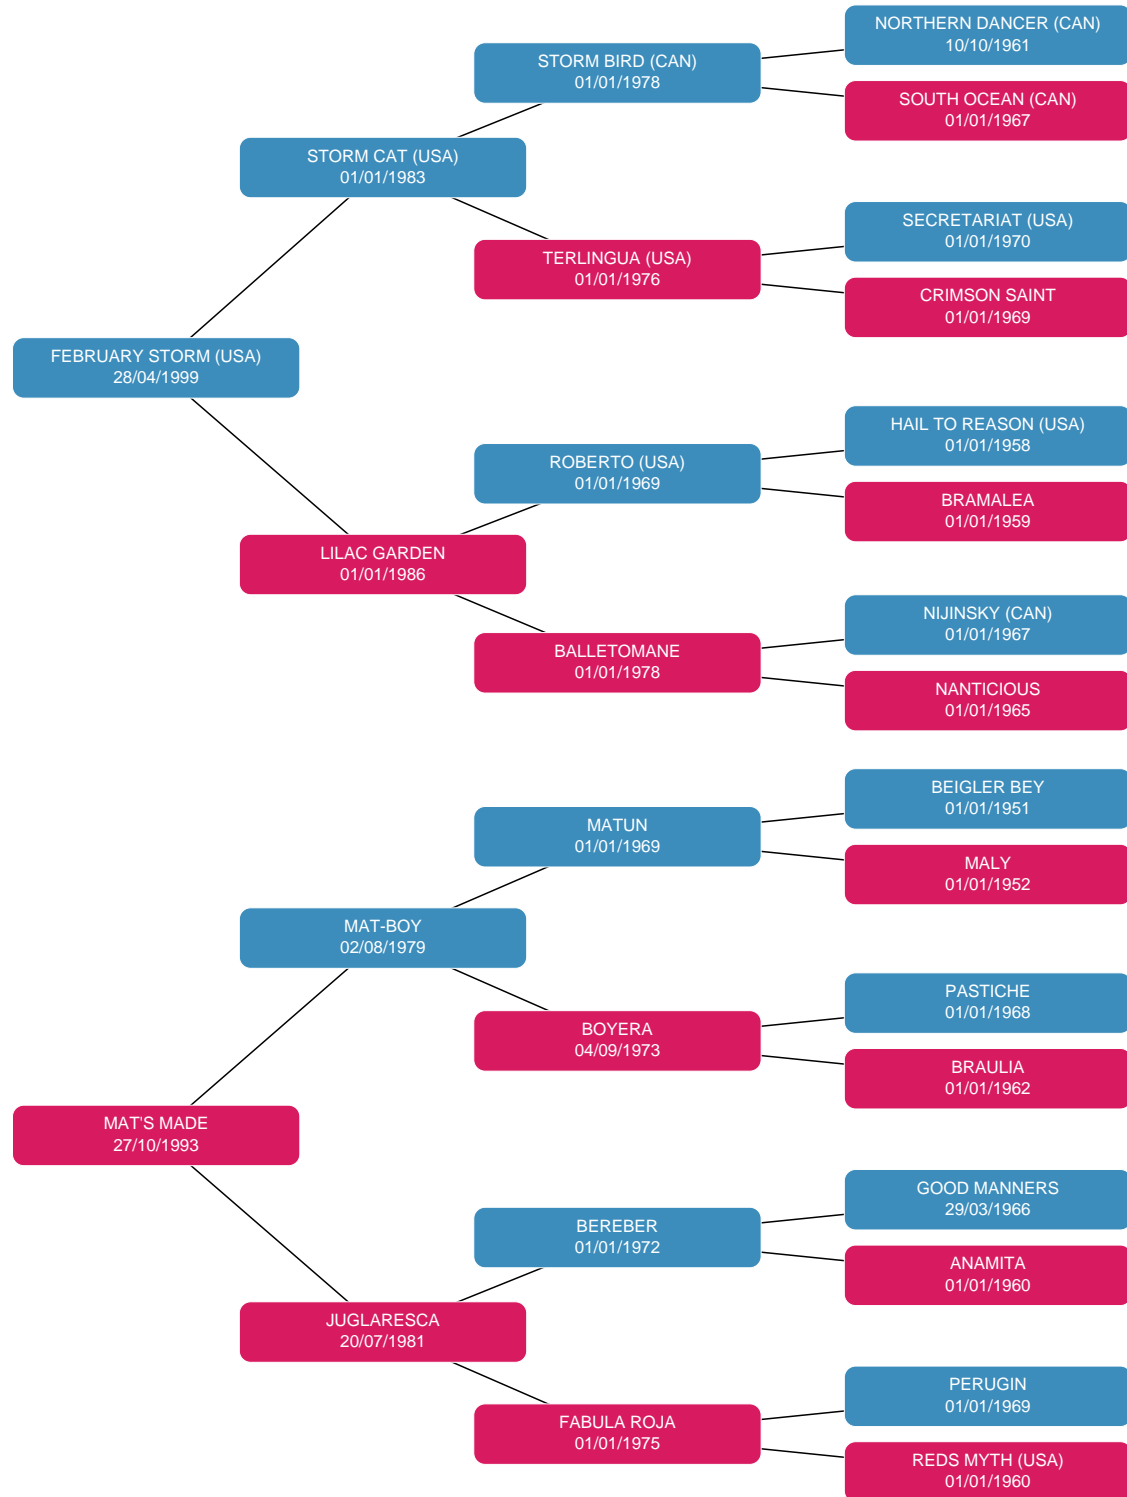 NORTHERN DANCER (CAN)
10/10/1961
STORM BIRD (CAN)
01/01/1978
SOUTH OCEAN (CAN)
01/01/1967
STORM CAT (USA)
01/01/1983
SECRETARIAT (USA)
01/01/1970
TERLINGUA (USA)
01/01/1976
CRIMSON SAINT
01/01/1969
FEBRUARY STORM (USA)
28/04/1999
HAIL TO REASON (USA)
01/01/1958
ROBERTO (USA)
01/01/1969
BRAMALEA
01/01/1959
LILAC GARDEN
01/01/1986
NIJINSKY (CAN)
01/01/1967
BALLETOMANE
01/01/1978
NANTICIOUS
01/01/1965
BEIGLER BEY
01/01/1951
MATUN
01/01/1969
MALY
01/01/1952
MAT-BOY
02/08/1979
PASTICHE
01/01/1968
BOYERA
04/09/1973
BRAULIA
01/01/1962
MAT'S MADE
27/10/1993
GOOD MANNERS
29/03/1966
BEREBER
01/01/1972
ANAMITA
01/01/1960
JUGLARESCA
20/07/1981
PERUGIN
01/01/1969
FABULA ROJA
01/01/1975
REDS MYTH (USA)
01/01/1960